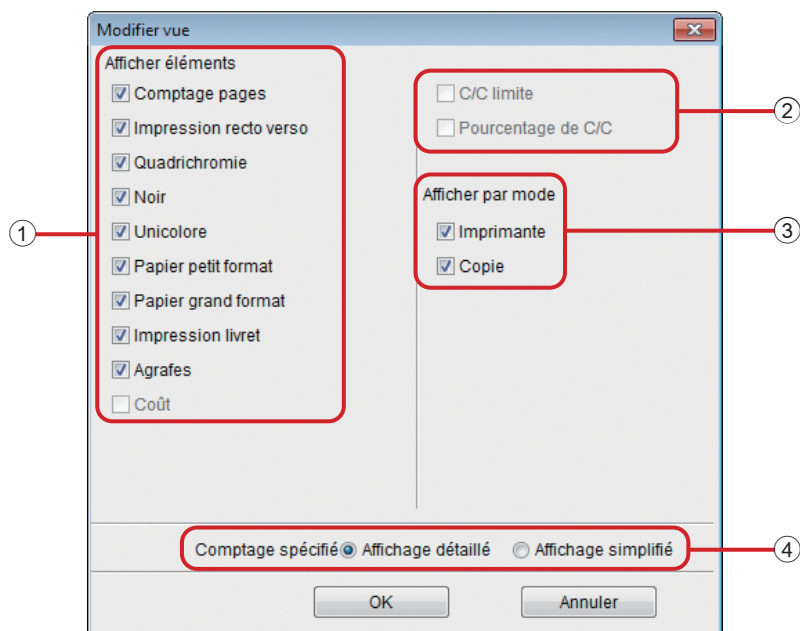 Modifier vue
Afficher éléments
Comptage pages
Impression recto verso
Quadrichromie
Noir
Unicolore
Papier petit format
Papier grand format
Impression livret
Agrafes
Coût
1
C/C limite
Pourcentage de C/C
2
Afficher par mode
Imprimante
Copie
3
Comptage spécifié Affichage détaillé Affichage simplifié
4
OK Annuler